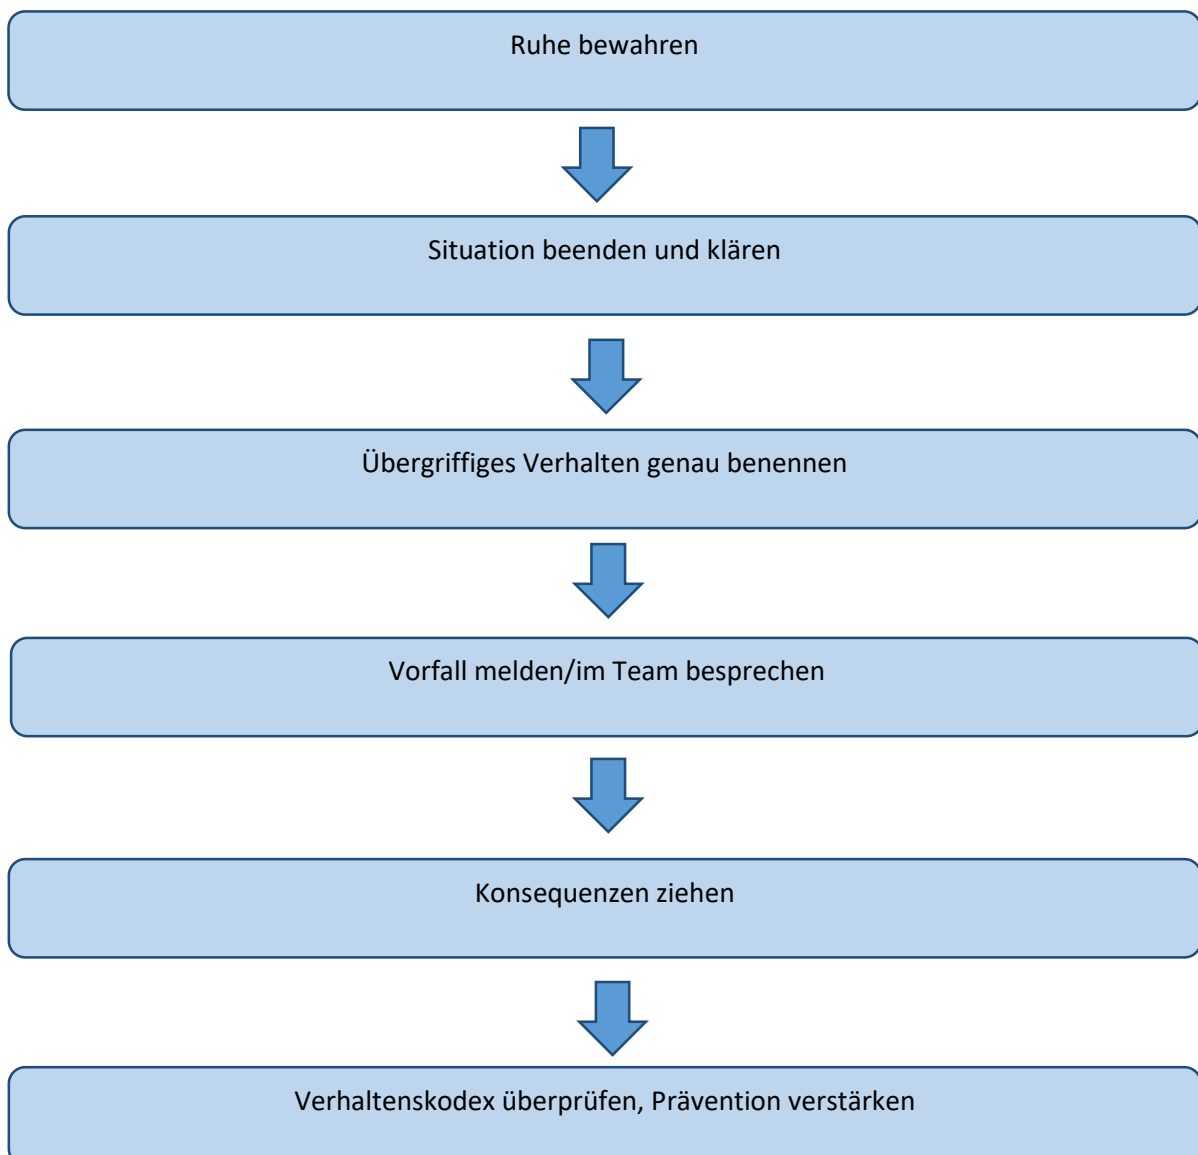 Ruhe bewahren
Situation beenden und klären
Übergriffiges Verhalten genau benennen
Vorfall melden/im Team besprechen
Konsequenzen ziehen
Verhaltenskodex überprüfen, Prävention verstärken